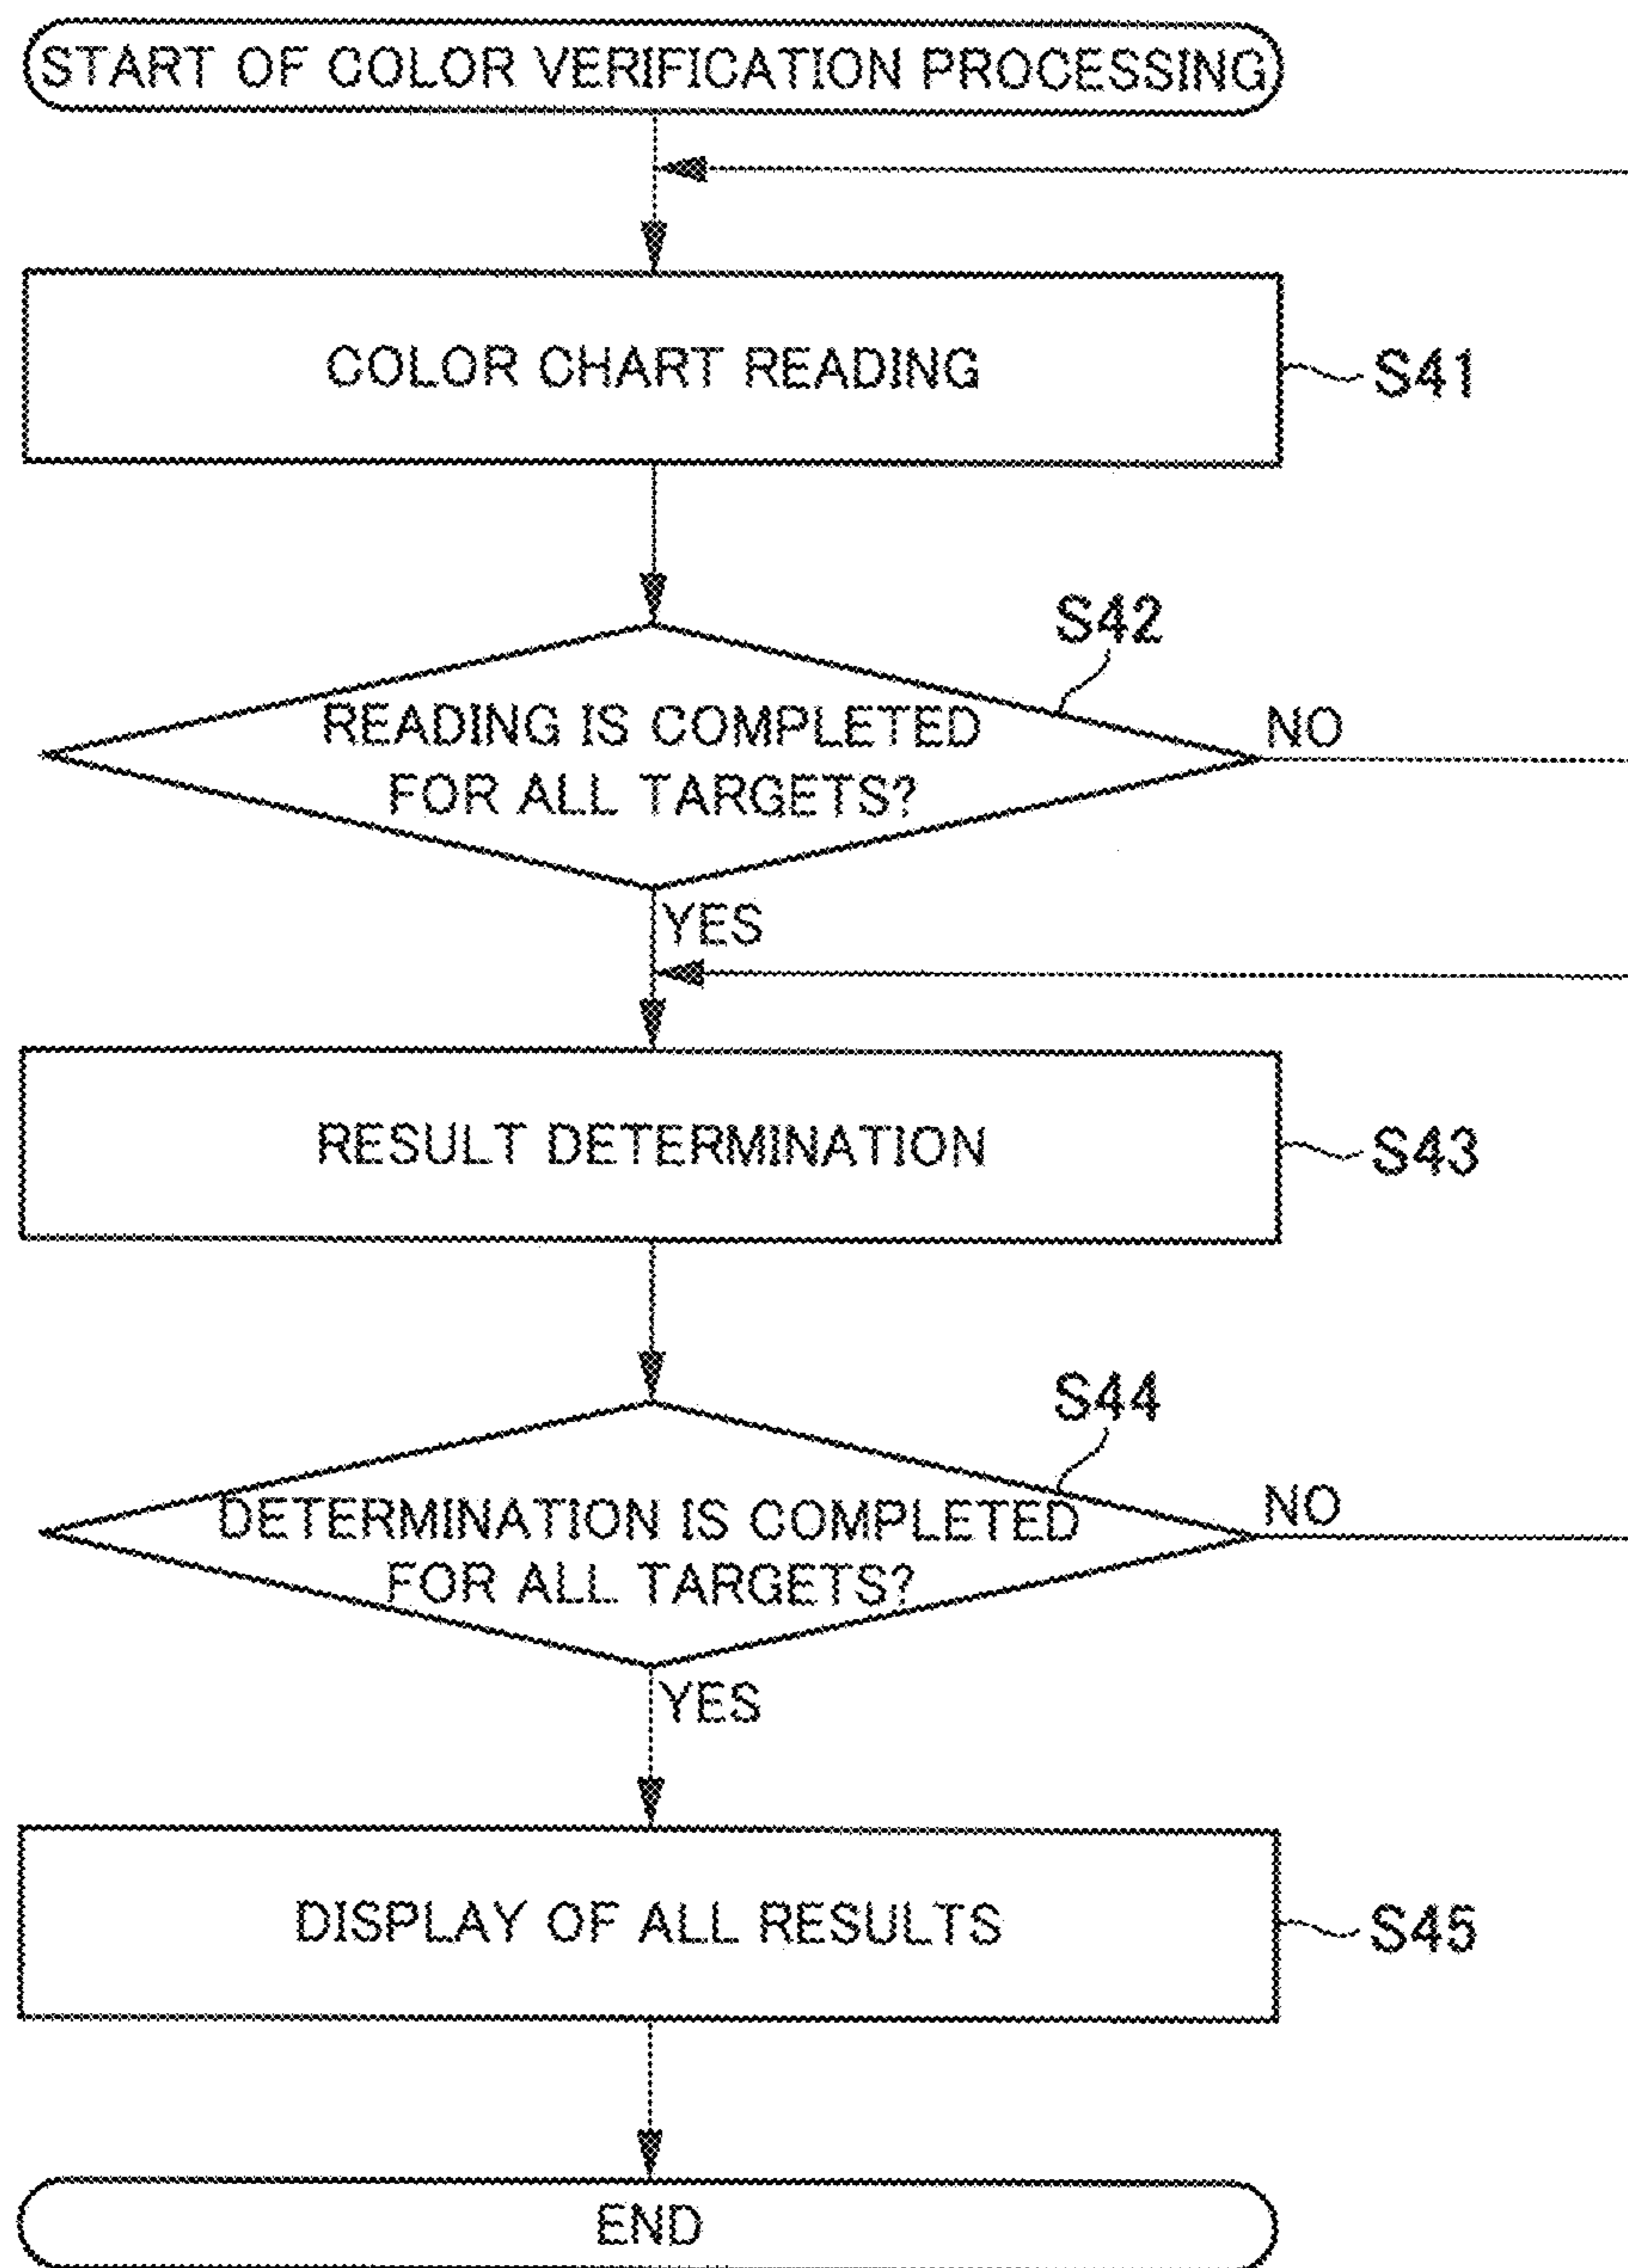 START OF COLOR VERIFICATION PROCESSING
COLOR CHART READING
S41
S42
READING IS COMPLETED
FOR ALL TARGETS?
NO
YES
RESULT DETERMINATION
S43
S44
DETERMINATION IS COMPLETED
FOR ALL TARGETS?
NO
YES
DISPLAY OF ALL RESULTS
S45
END